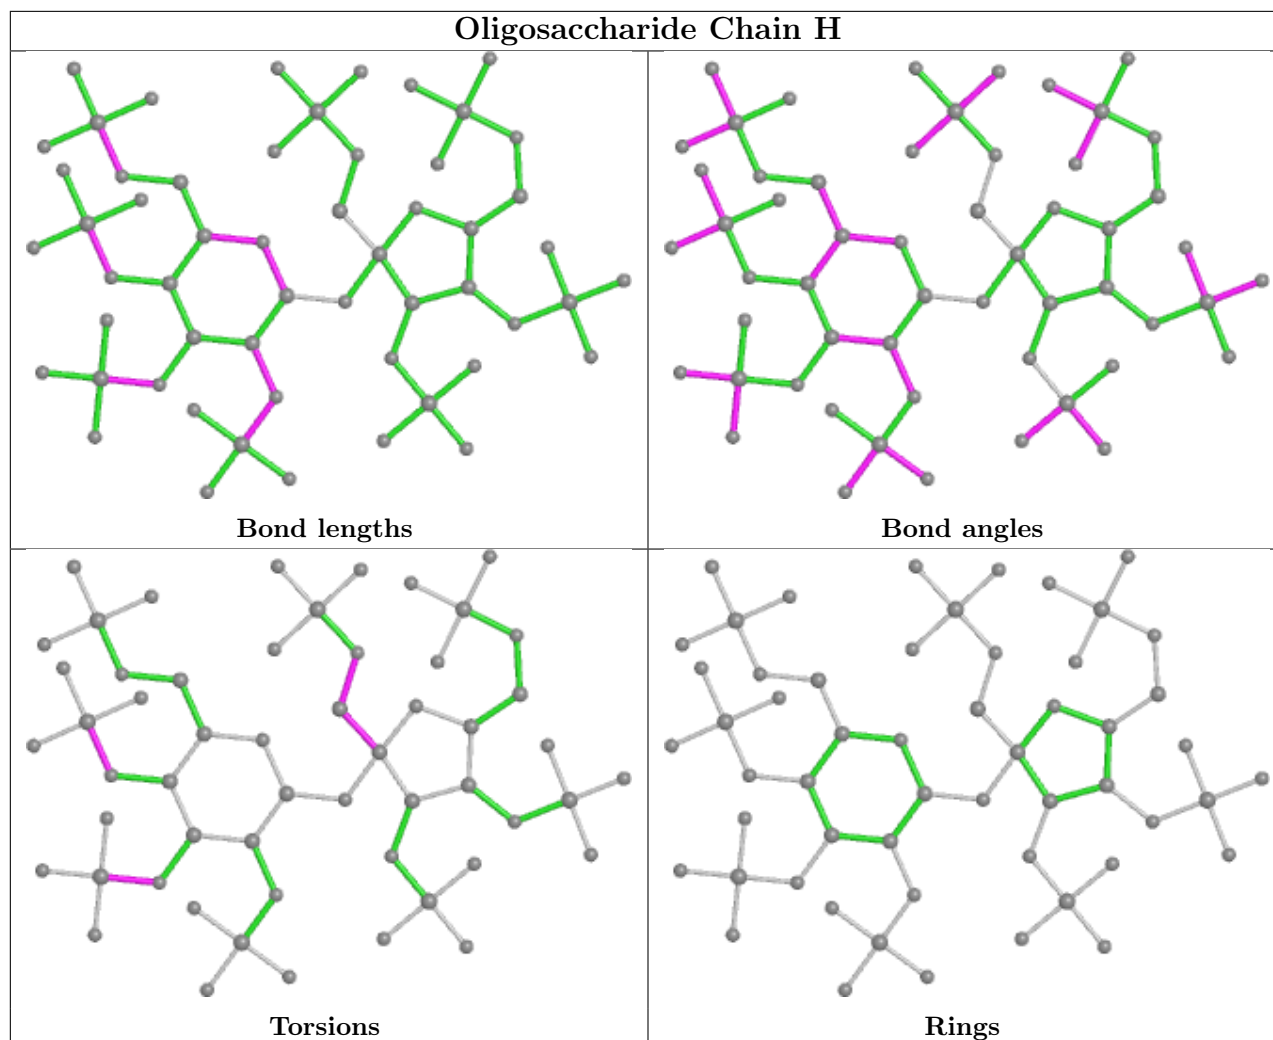 Oligosaccharide Chain H
Bond lengths
Bond angles
Torsions
Rings